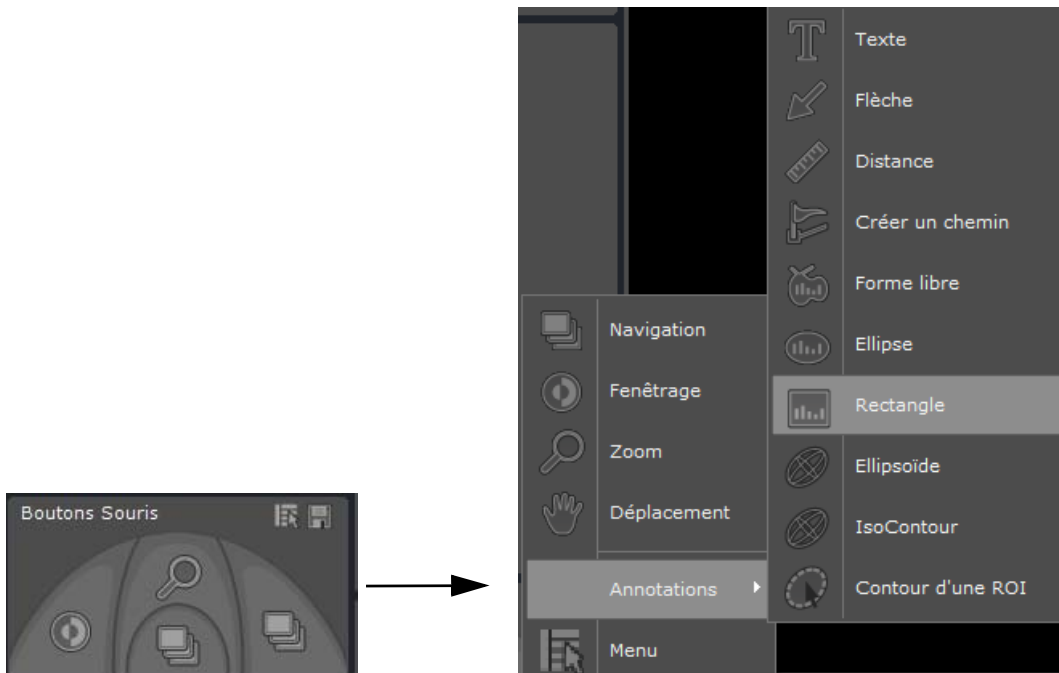 Boutons Souris
Navigation
Fenêtrage
Zoom
Déplacement
Annotations
Menu
Texte
Flèche
Distance
Créer un chemin
Forme libre
Ellipse
Rectangle
Ellipsoïde
IsoContour
Contour d'une ROI